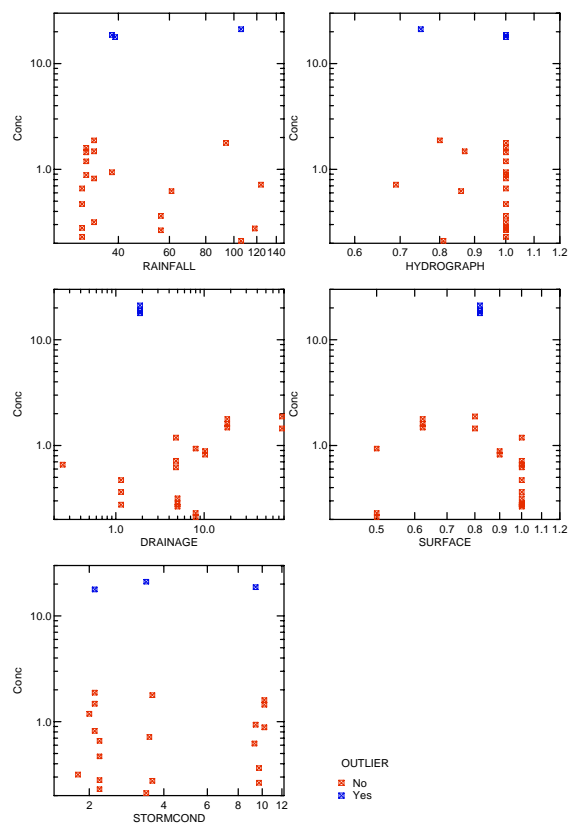 10.0
1.0
Conc
40 60 80 100 120 140
RAINFALL
10.0
1.0
Conc
0.6 0.7 0.8 0.9 1.0 1.1 1.2
HYDROGRAPH
10.0
1.0
Conc
1.0 10.0
DRAINAGE
10.0
1.0
Conc
0.5 0.6 0.7 0.8 0.9 1.0 1.1 1.2
SURFACE
10.0
1.0
Conc
2 4 6 8 10 12
STORMCOND
OUTLIER
No
Yes